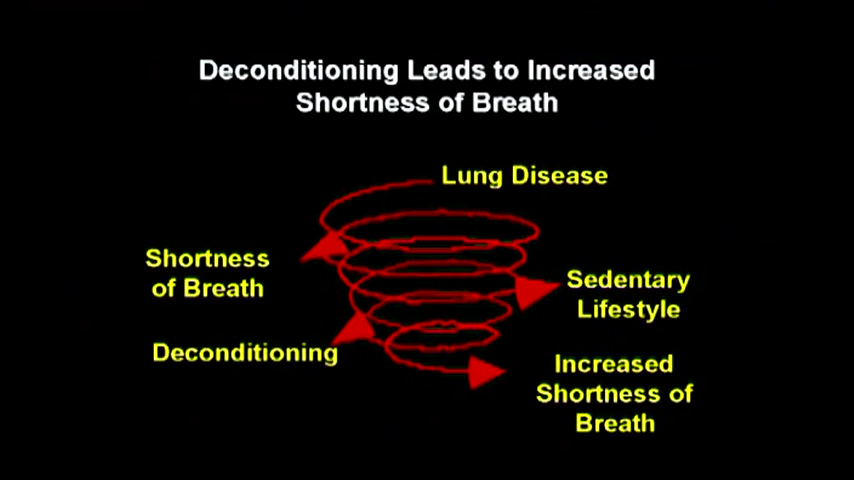 Deconditioning Leads to Increased
Shortness of Breath
Lung Disease
Shortness
of Breath
Sedentary
Lifestyle
Deconditioning
Increased
Shortness of
Breath